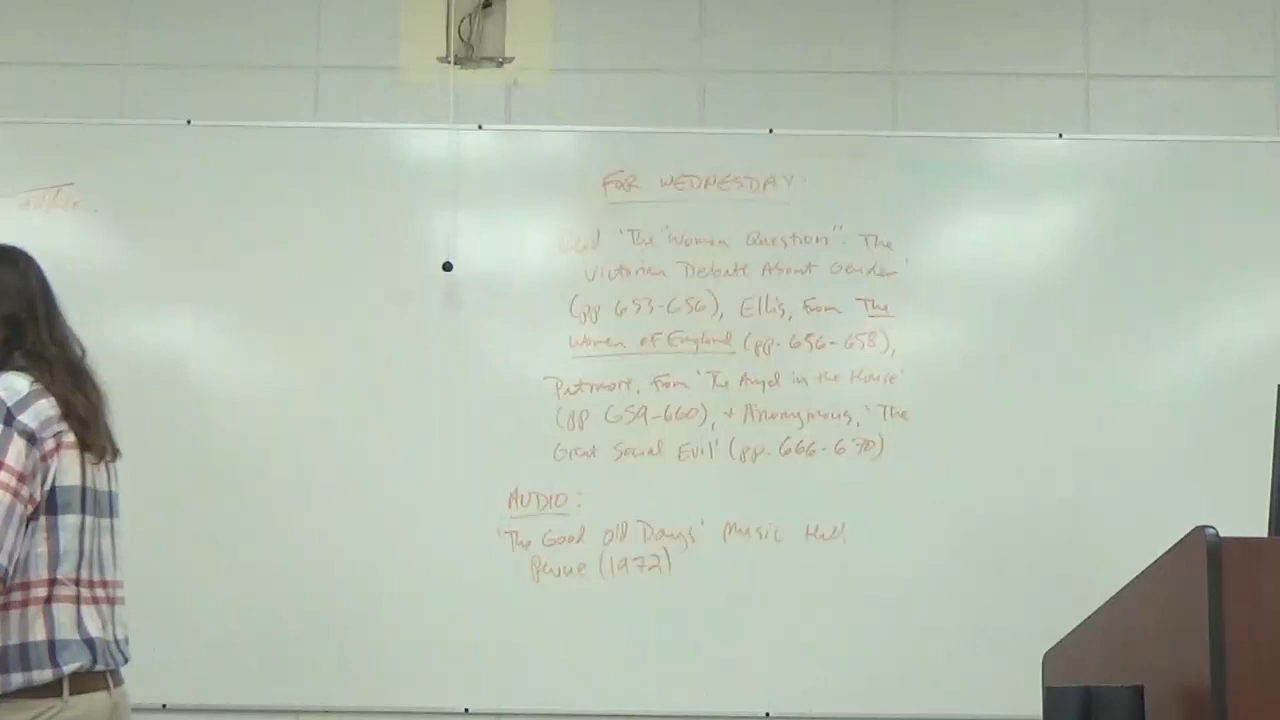 FOR WEDNESDAY
Read 'The "Woman Question": The
Victorian Debate About Gender'
(pp 653-656), Ellis, from The
Women of England (pp. 656-658),
Patmore, from 'The Angel in the House'
(pp 659-660), + Anonymous, 'The
Great Social Evil' (pp. 666-670)
AUDIO:
'The Good Old Days' Music Hall
Revue (1972)